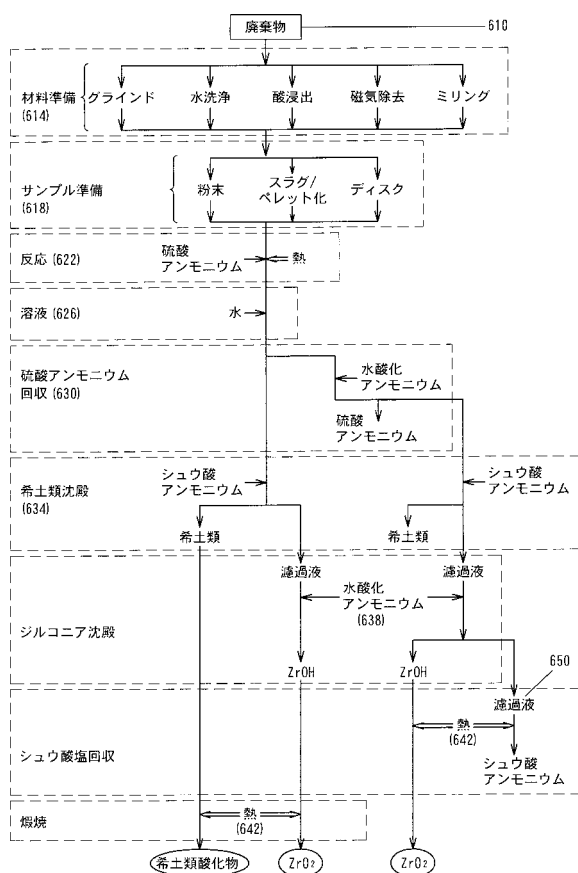 廃棄物
610
材料準備
(614)
グラインド
水洗浄
酸浸出
磁気除去
ミリング
サンプル準備
(618)
粉末
スラグ/
ペレット化
ディスク
反応 (622)
硫酸
アンモニウム
熱
溶液 (626)
水
硫酸アンモニウム
回収 (630)
水酸化
アンモニウム
硫酸
アンモニウム
希土類沈殿
(634)
シュウ酸
アンモニウム
シュウ酸
アンモニウム
希土類
希土類
濾過液
濾過液
ジルコニア沈殿
水酸化
アンモニウム
(638)
ZrOH
ZrOH
650
濾過液
シュウ酸塩回収
熱
(642)
シュウ酸
アンモニウム
煆焼
熱
(642)
希土類酸化物
ZrO₂
ZrO₂